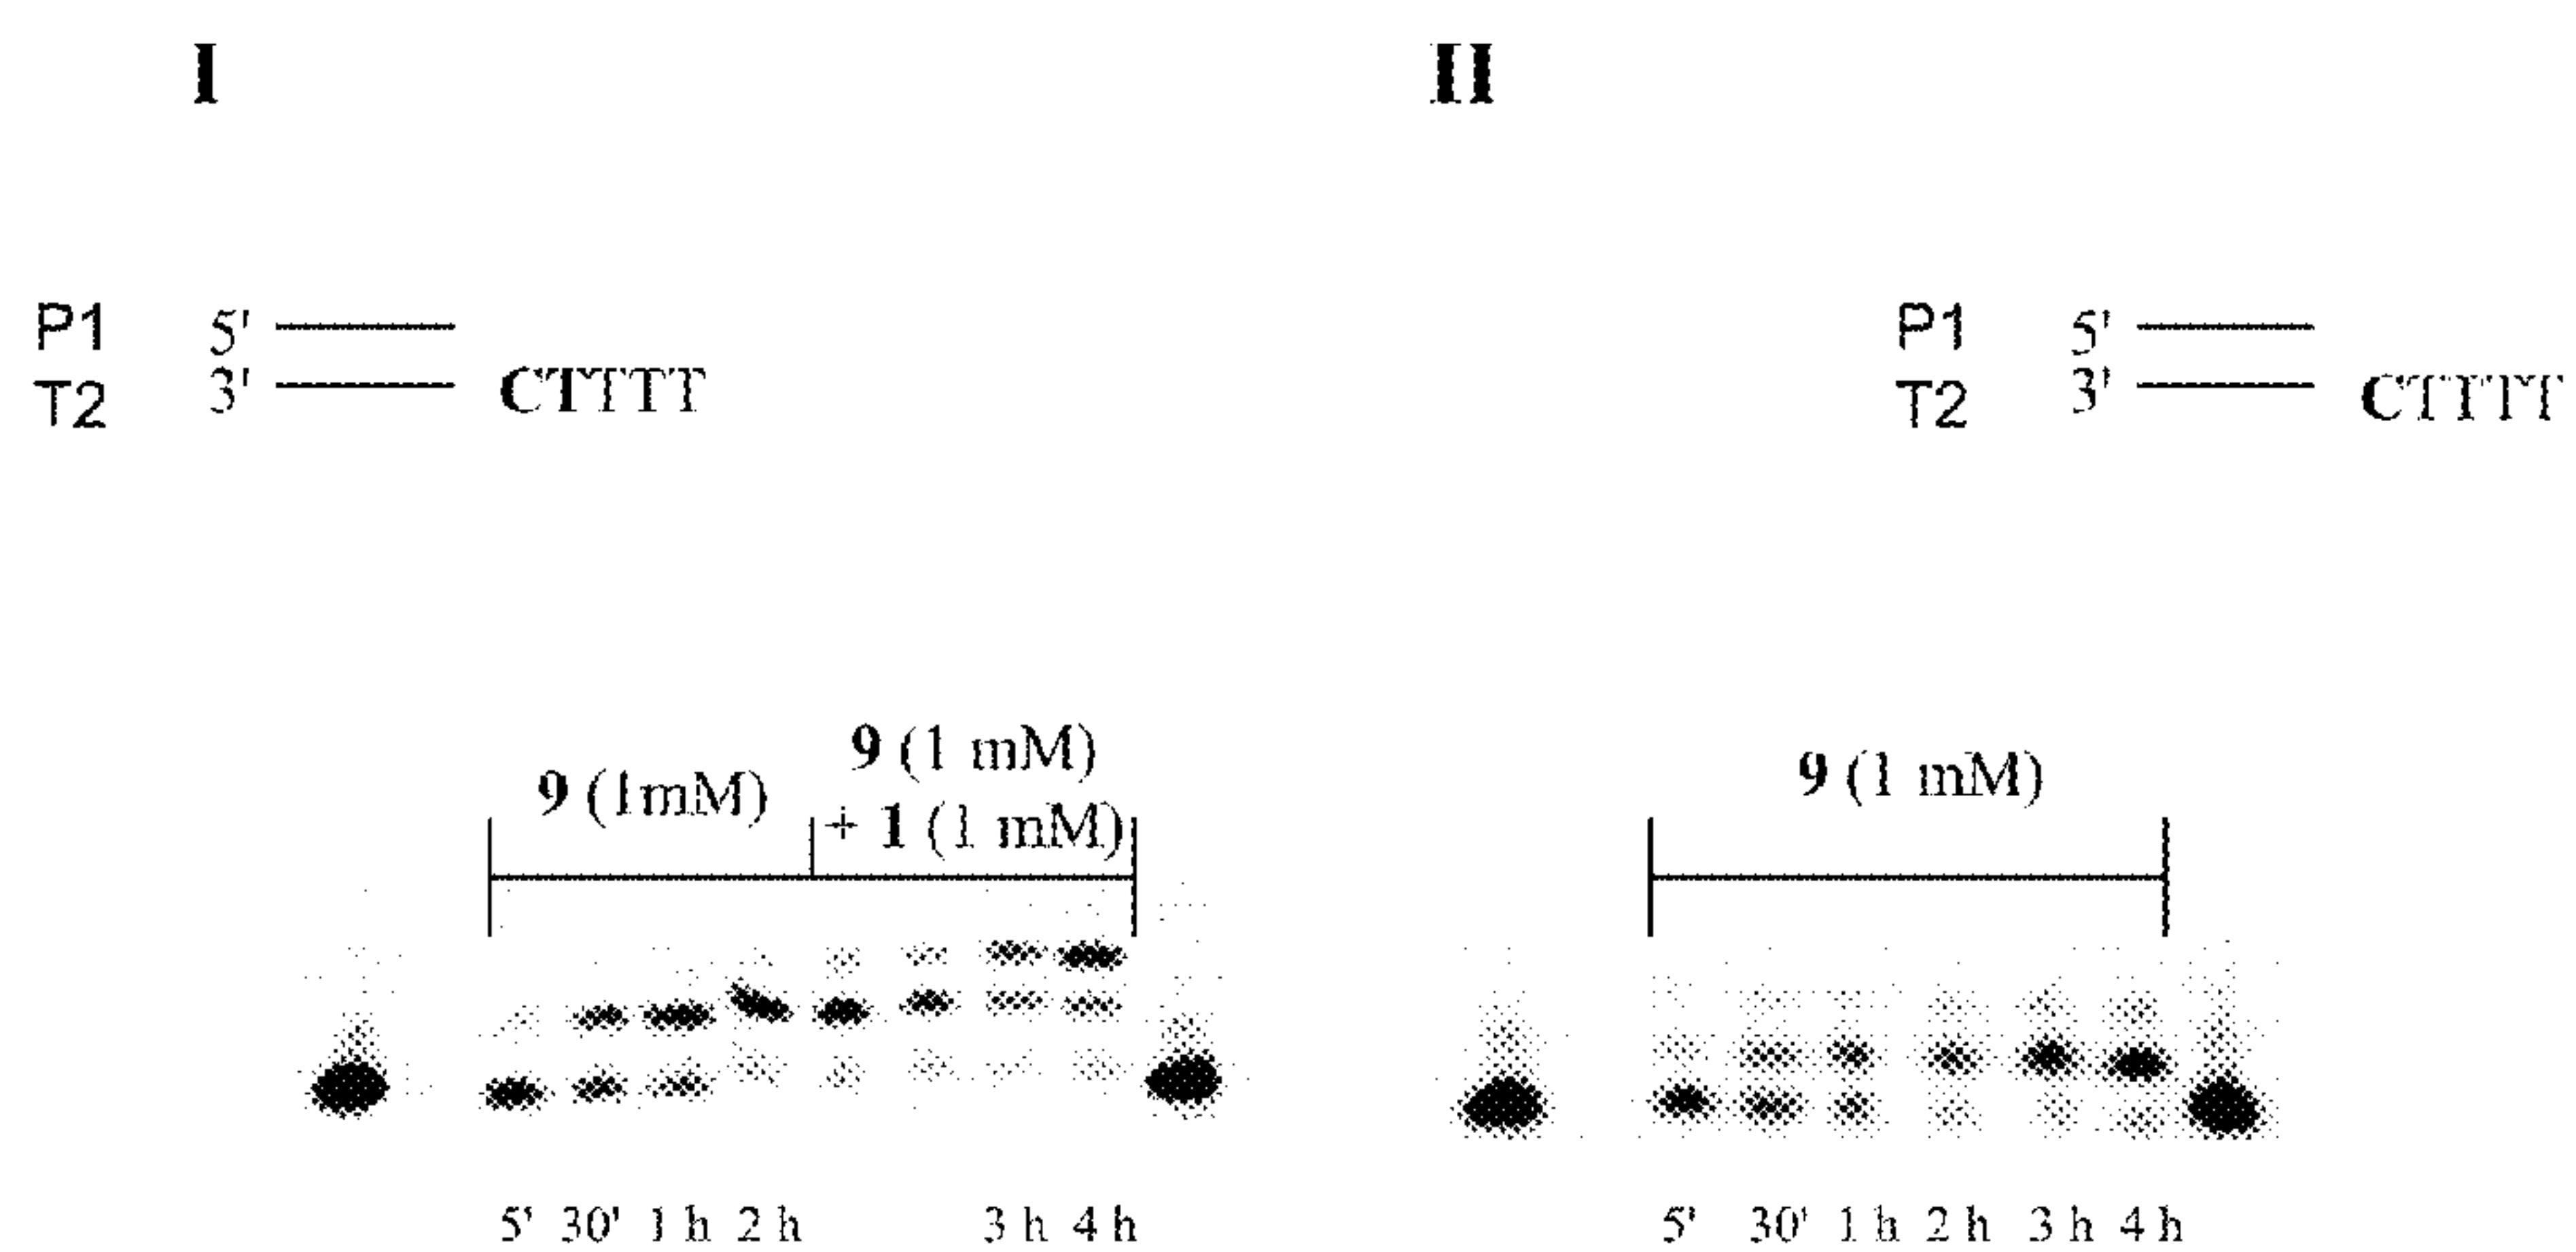 I
II
P1 5'
T2 3' CTTTT
P1 5'
T2 3' CTTTT
9 (1mM)
9 (1 mM)
+ 1 (1 mM)
9 (1 mM)
5' 30' 1 h 2 h 3 h 4 h
5' 30' 1 h 2 h 3 h 4 h